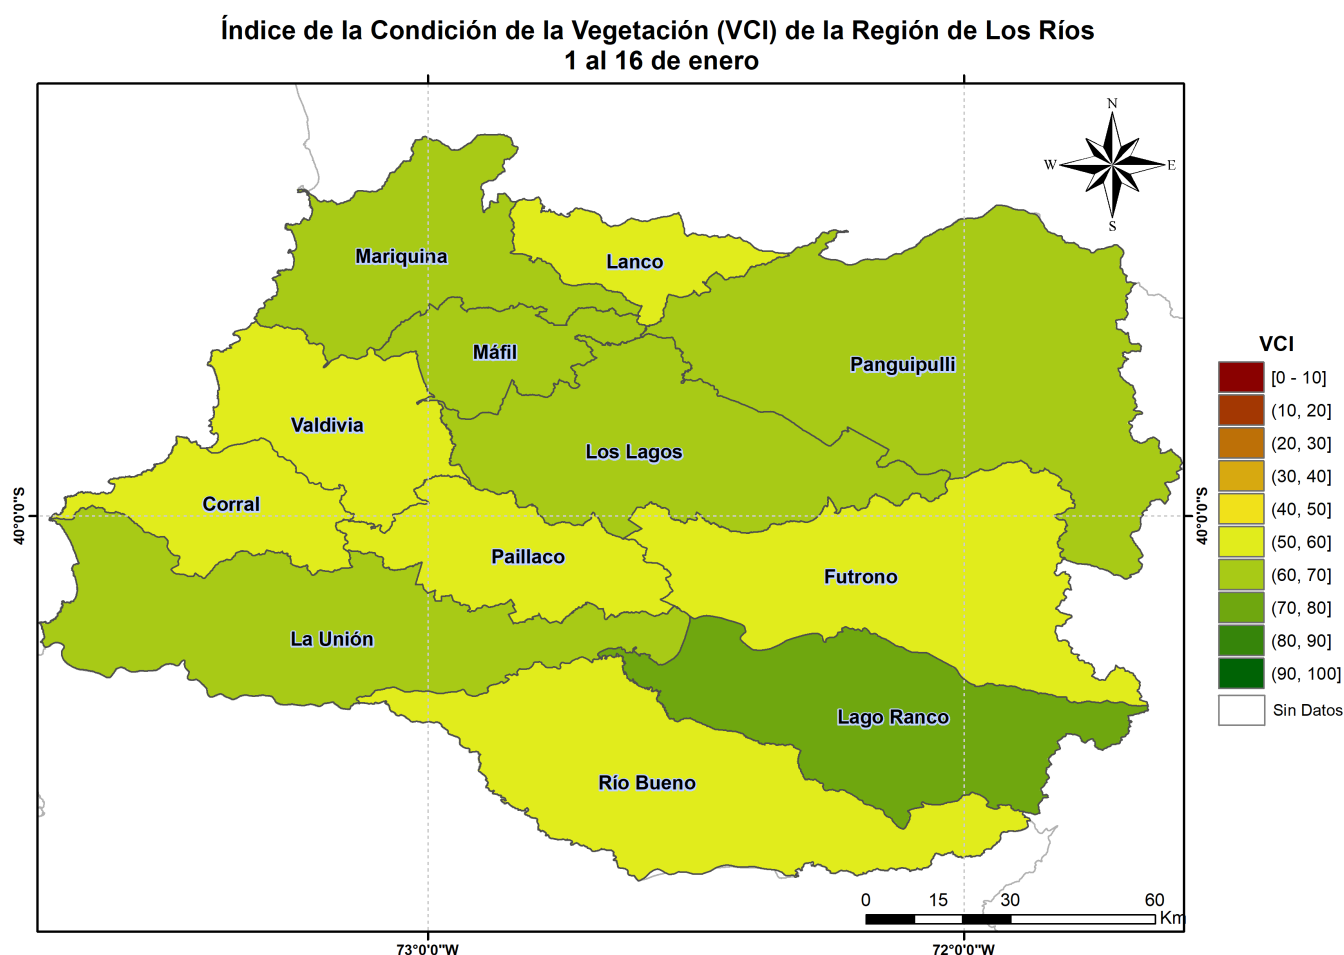 Índice de la Condición de la Vegetación (VCI) de la Región de Los Ríos
1 al 16 de enero
N
W
E
S
Mariquina
Lanco
Máfil
Panguipulli
Valdivia
Los Lagos
Corral
Paillaco
Futrono
La Unión
Lago Ranco
Río Bueno
40°0'0"S
40°0'0"S
73°0'0"W
72°0'0"W
0 15 30 60
Km
VCI
[0 - 10]
(10, 20]
(20, 30]
(30, 40]
(40, 50]
(50, 60]
(60, 70]
(70, 80]
(80, 90]
(90, 100]
Sin Datos